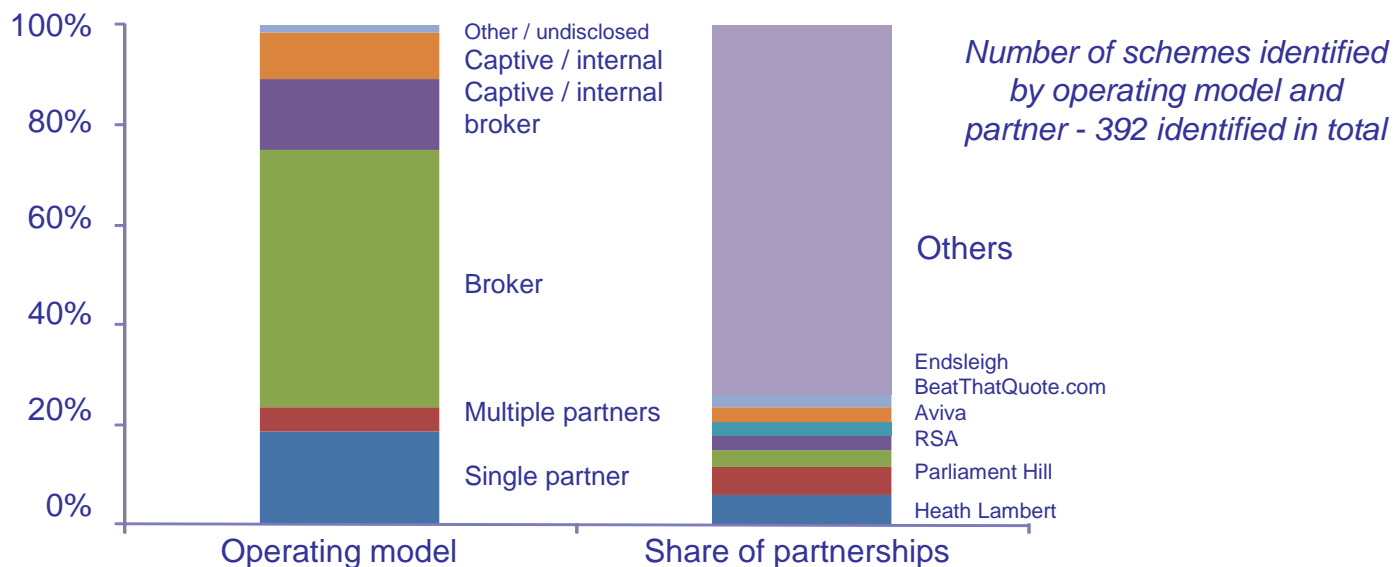 100%
80%
60%
40%
20%
0%
Other / undisclosed
Captive / internal
Captive / internal
broker
Broker
Multiple partners
Single partner
Operating model
Number of schemes identified
by operating model and
partner - 392 identified in total
Others
Endsleigh
BeatThatQuote.com
Aviva
RSA
Parliament Hill
Heath Lambert
Share of partnerships